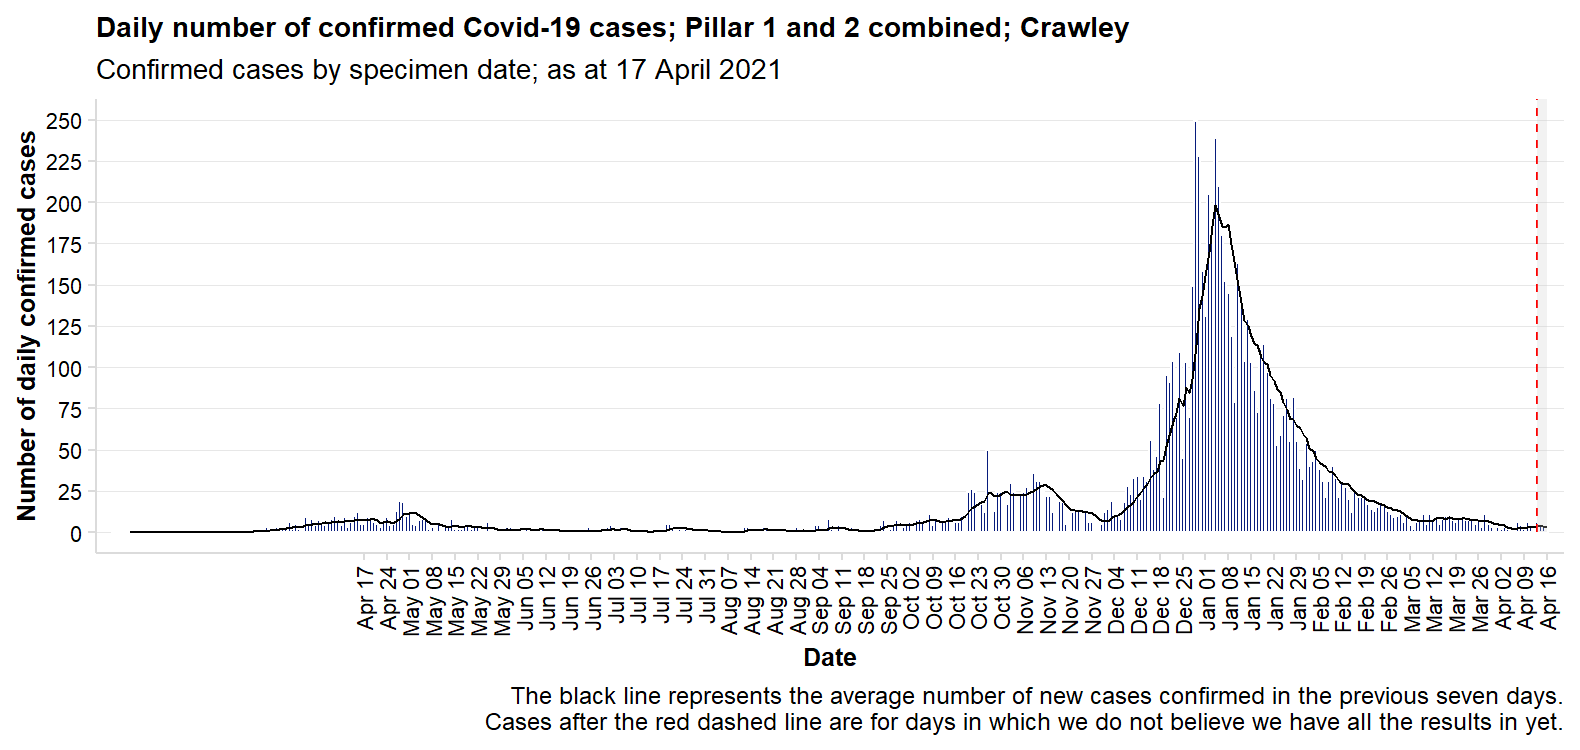 Daily number of confirmed Covid-19 cases; Pillar 1 and 2 combined; Crawley
Confirmed cases by specimen date; as at 17 April 2021
Number of daily confirmed cases
250
225
200
175
150
125
100
75
50
25
0
Apr 17
Apr 24
May 01
May 08
May 15
May 22
May 29
Jun 05
Jun 12
Jun 19
Jun 26
Jul 03
Jul 10
Jul 17
Jul 24
Jul 31
Aug 07
Aug 14
Aug 21
Aug 28
Sep 04
Sep 11
Sep 18
Sep 25
Oct 02
Oct 09
Oct 16
Oct 23
Oct 30
Nov 06
Nov 13
Nov 20
Nov 27
Dec 04
Dec 11
Dec 18
Dec 25
Jan 01
Jan 08
Jan 15
Jan 22
Jan 29
Feb 05
Feb 12
Feb 19
Feb 26
Mar 05
Mar 12
Mar 19
Mar 26
Apr 02
Apr 09
Apr 16
Date
The black line represents the average number of new cases confirmed in the previous seven days.
Cases after the red dashed line are for days in which we do not believe we have all the results in yet.